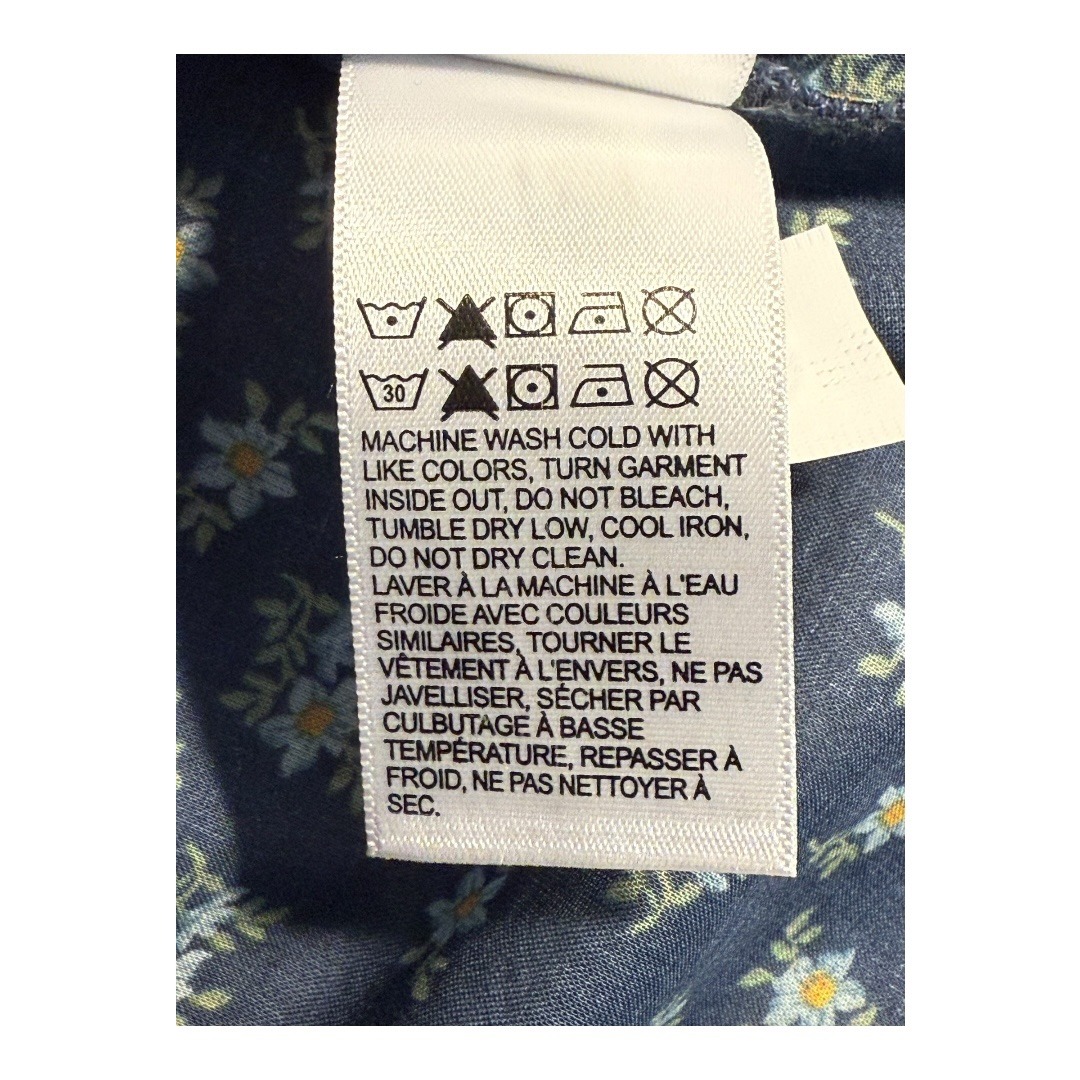 30
MACHINE WASH COLD WITH
LIKE COLORS, TURN GARMENT
INSIDE OUT, DO NOT BLEACH,
TUMBLE DRY LOW, COOL IRON,
DO NOT DRY CLEAN.
LAVER À LA MACHINE À L'EAU
FROIDE AVEC COULEURS
SIMILAIRES, TOURNER LE
VÊTEMENT À L'ENVERS, NE PAS
JAVELLISER, SÉCHER PAR
CULBUTAGE À BASSE
TEMPÉRATURE, REPASSER À
FROID, NE PAS NETTOYER À
SEC.